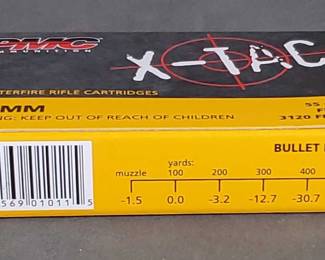 PMC
AMMUNITION
X-TAC
TERFIRE RIFLE CARTRIDGES
MM
55
3120 F
NG: KEEP OUT OF REACH OF CHILDREN
BULLET
yards:
muzzle 100 200 300 400
-1.5 0.0 -3.2 -12.7 -30.7
569 01011 5